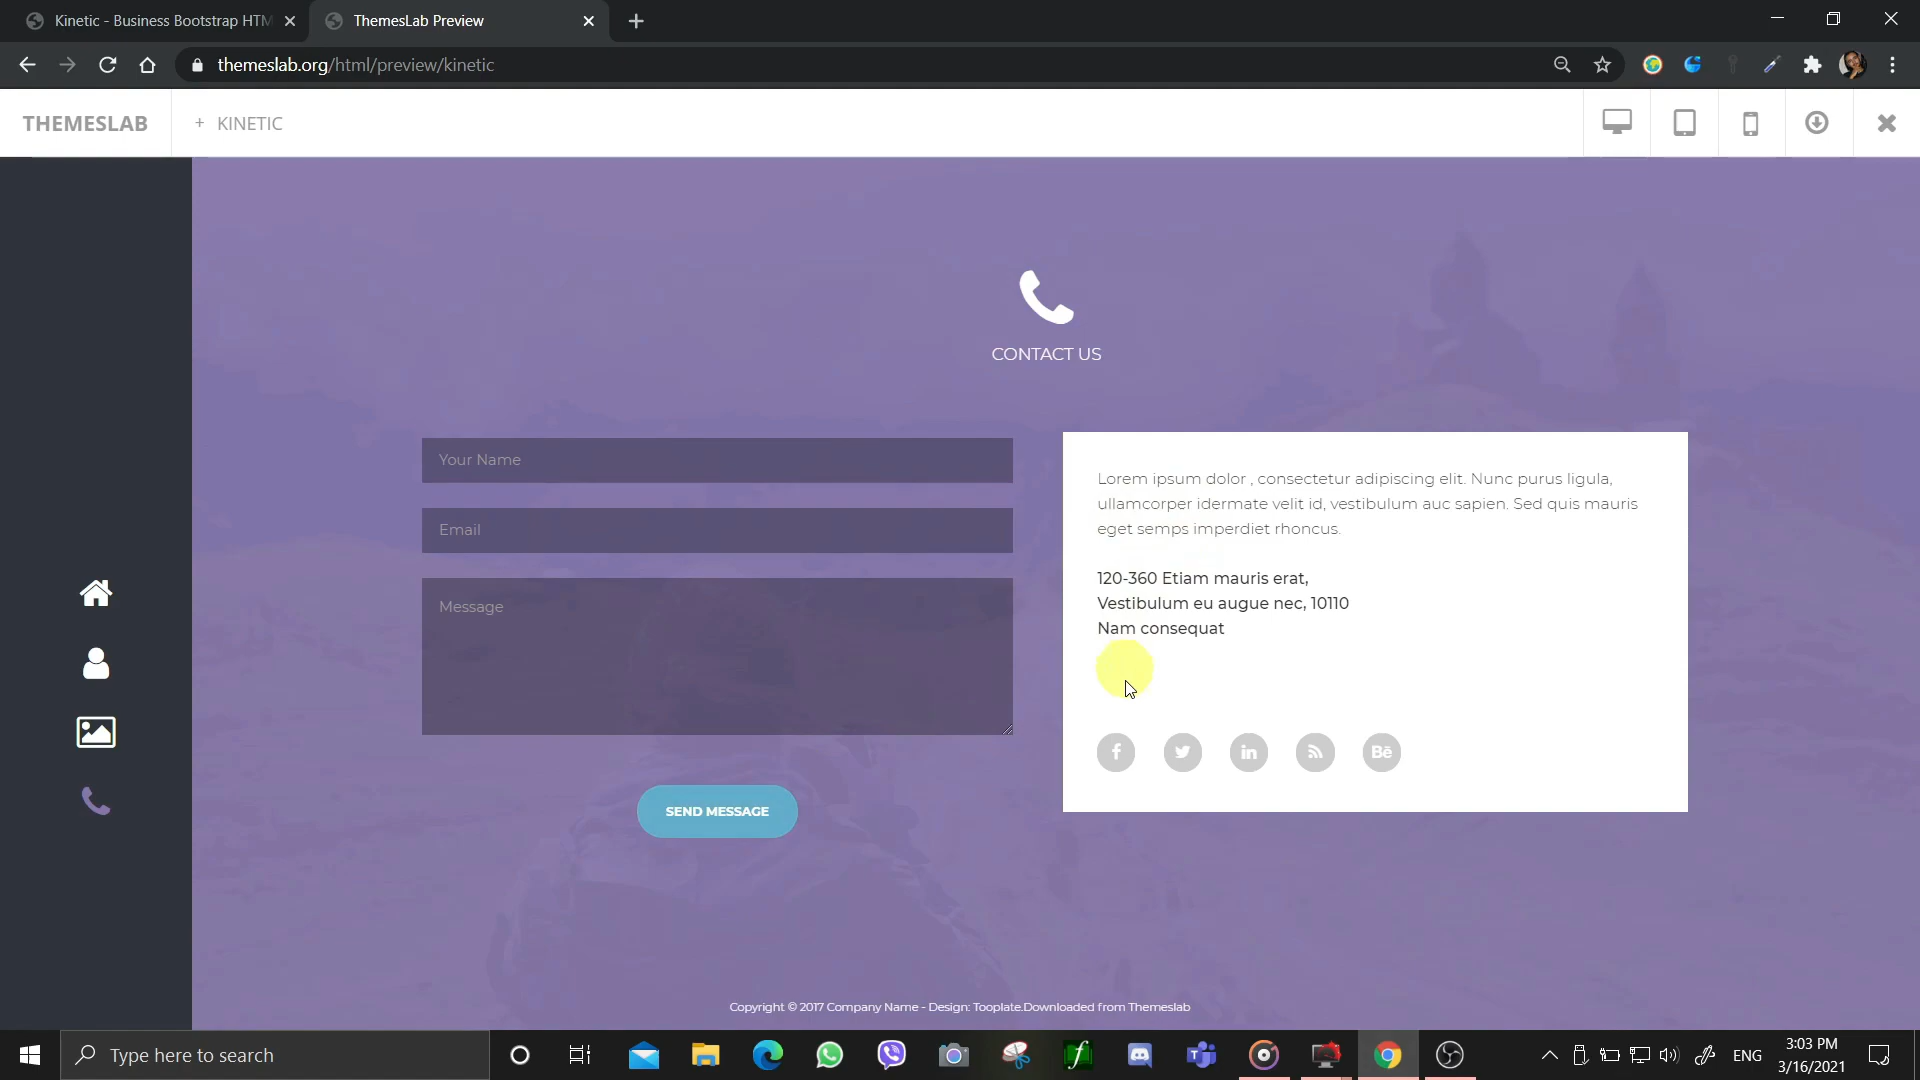 Kinetic - Business Bootstrap HTM
ThemesLab Preview
themeslab.org/html/preview/kinetic
THEMESLAB
+ KINETIC
CONTACT US
Your Name
Email
Message
SEND MESSAGE
Lorem ipsum dolor , consectetur adipiscing elit. Nunc purus ligula,
ullamcorper idermate velit id, vestibulum auc sapien. Sed quis mauris
eget semps imperdiet rhoncus.
120-360 Etiam mauris erat,
Vestibulum eu augue nec, 10110
Nam consequat
Bē
Copyright © 2017 Company Name - Design: Tooplate.Downloaded from Themeslab
Type here to search
ENG
3:03 PM
3/16/2021